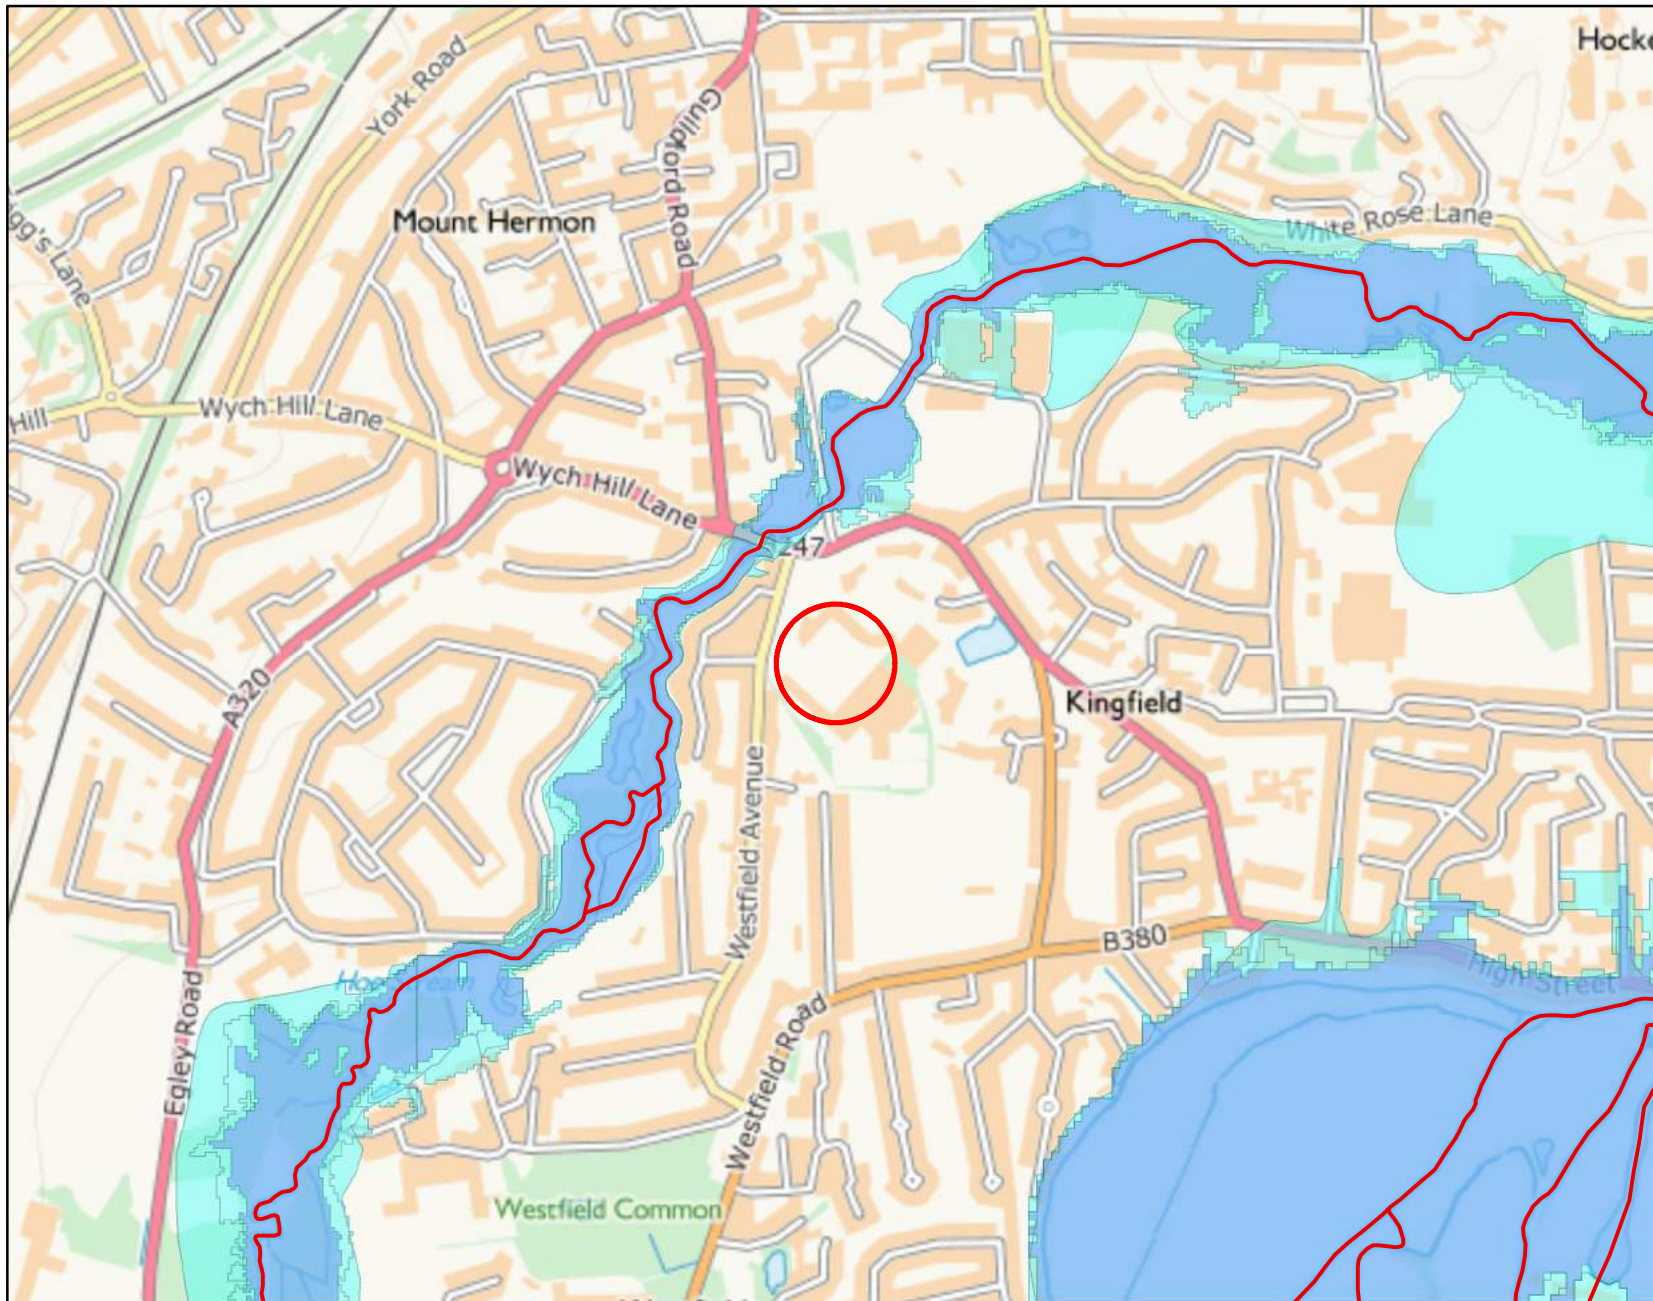 Hocke
York Road
Guildford Road
Mount Hermon
White Rose Lane
igg's Lane
Hill
Wych Hill Lane
Wych Hill Lane
247
A320
Kingfield
Westfield Avenue
B380
High Street
Egley Road
Westfield Road
Westfield Common